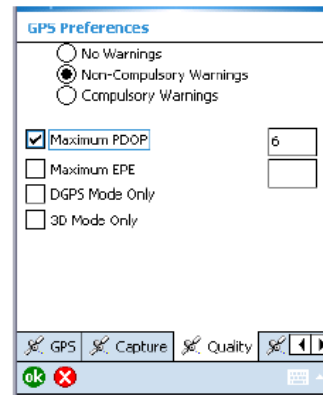 GPS Preferences
No Warnings
Non-Compulsory Warnings
Compulsory Warnings
Maximum PDOP 6
Maximum EPE
DGPS Mode Only
3D Mode Only
GPS Capture Quality
ok